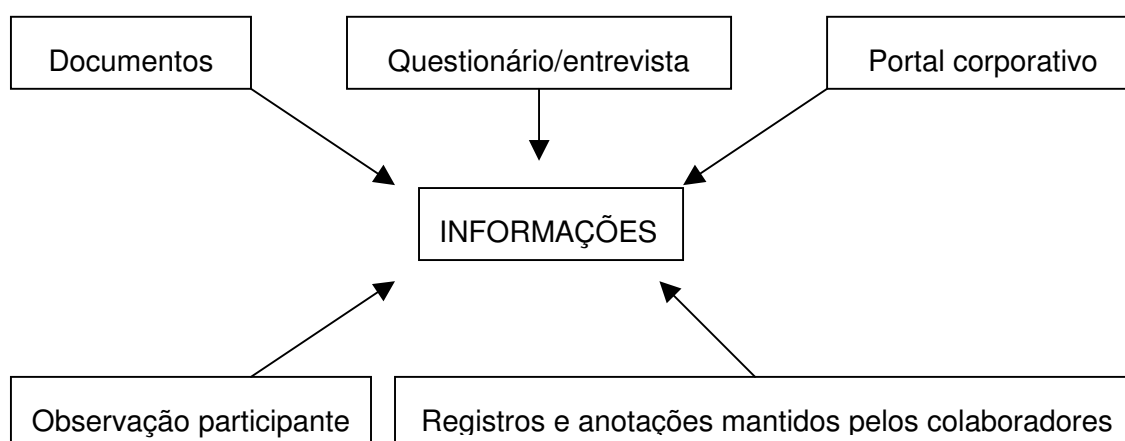 Documentos
Questionário/entrevista
Portal corporativo
INFORMAÇÕES
Observação participante
Registros e anotações mantidos pelos colaboradores